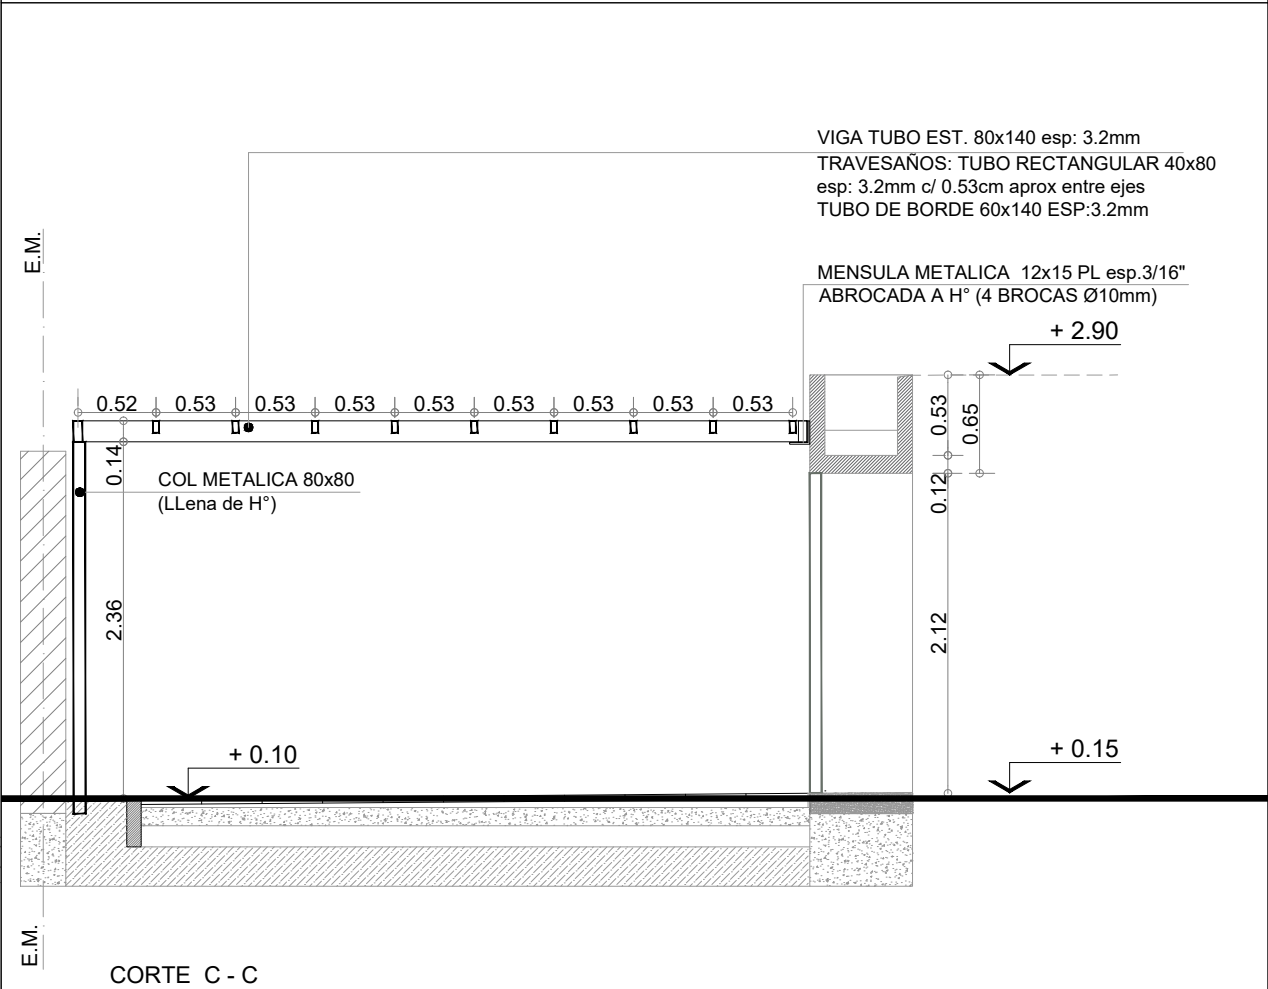 VIGA TUBO EST. 80x140 esp: 3.2mm
TRAVESAÑOS: TUBO RECTANGULAR 40x80
esp: 3.2mm c/ 0.53cm aprox entre ejes
TUBO DE BORDE 60x140 ESP:3.2mm
E.M.
MENSULA METALICA 12x15 PL esp.3/16"
ABROCADA A H° (4 BROCAS Ø10mm)
+ 2.90
0.52 0.53 0.53 0.53 0.53 0.53 0.53 0.53 0.53
0.53
0.65
0.14
COL METALICA 80x80
(LLena de H°)
0.12
2.36
2.12
+ 0.10
+ 0.15
E.M.
CORTE C - C